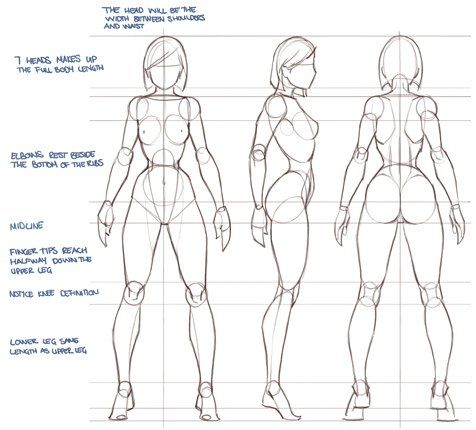 THE HEAD WILL BE THE
WIDTH BETWEEN SHOULDERS
AND WAIST
7 HEADS MAKES UP
THE FULL BODY LENGTH
ELBOWS REST BESIDE
THE BOTTOM OF THE RIBS
MIDLINE
FINGER TIPS REACH
HALFWAY DOWN THE
UPPER LEG
NOTICE KNEE DEFINITION
LOWER LEG SAME
LENGTH AS UPPER LEG